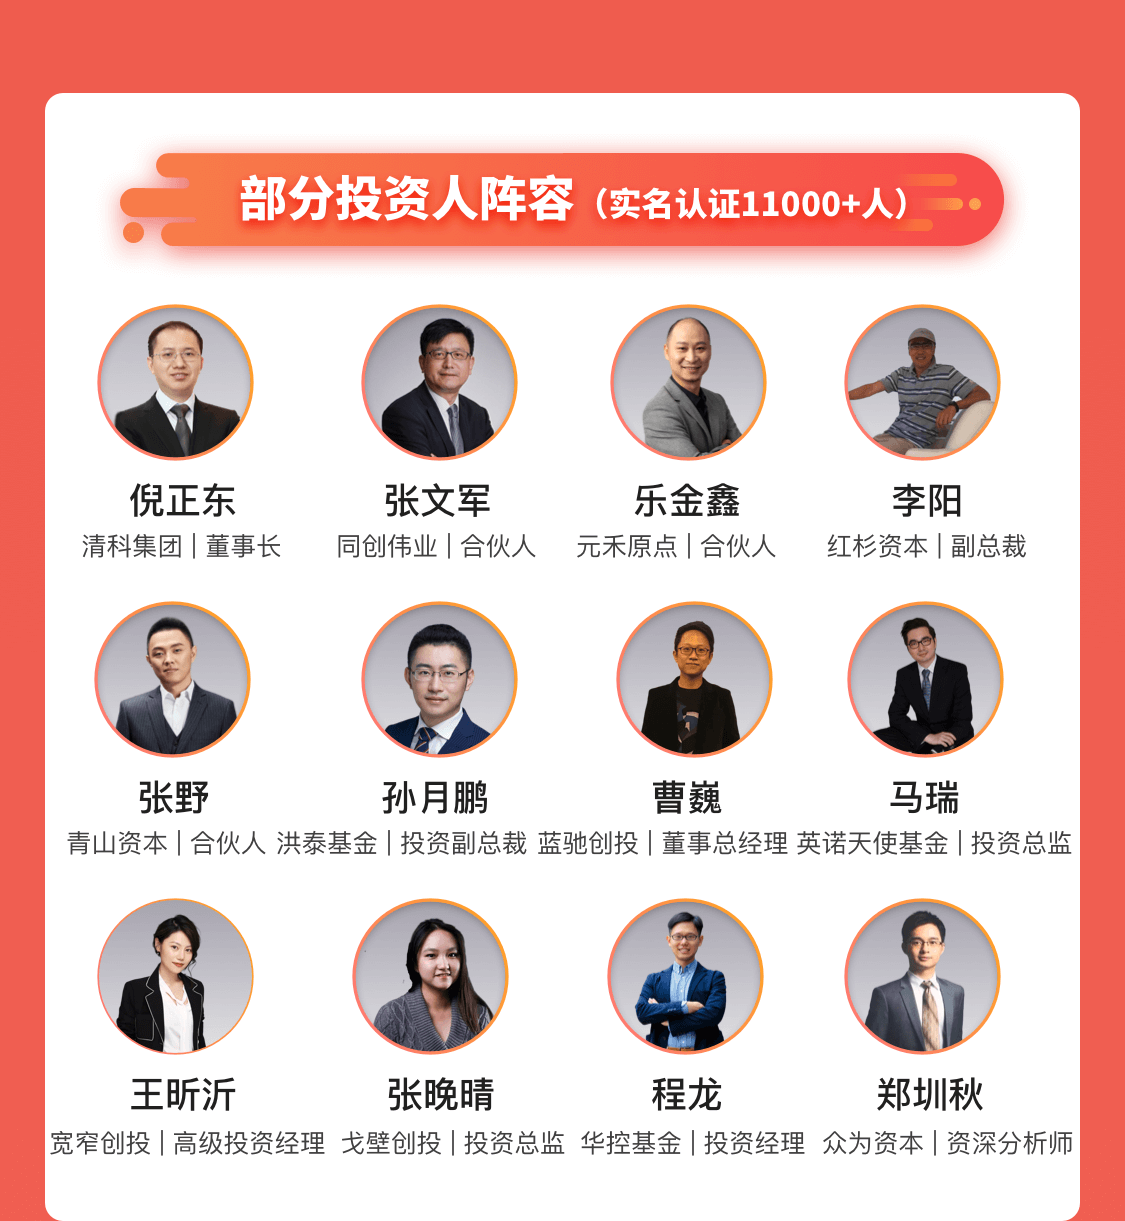 部分投资人阵容（实名认证11000+人）
倪正东 张文军 乐金鑫 李阳
清科集团 | 董事长 同创伟业 | 合伙人 元禾原点 | 合伙人 红杉资本 | 副总裁
张野 孙月鹏 曹巍 马瑞
青山资本 | 合伙人 洪泰基金 | 投资副总裁 蓝驰创投 | 董事总经理 英诺天使基金 | 投资总监
王昕沂 张晚晴 程龙 郑圳秋
宽窄创投 | 高级投资经理 戈壁创投 | 投资总监 华控基金 | 投资经理 众为资本 | 资深分析师